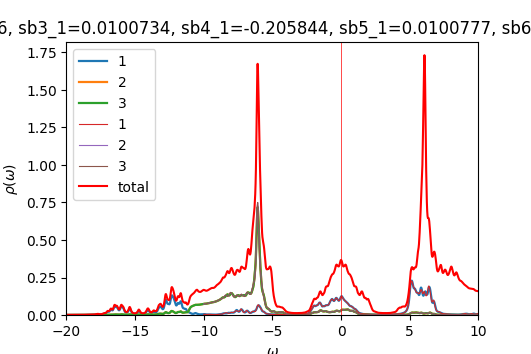 6, sb3_1=0.0100734, sb4_1=-0.205844, sb5_1=0.0100777, sb6
1.75
1.50
1.25
1.00
0.75
0.50
0.25
0.00
ρ(ω)
1
2
3
1
2
3
total
−20 −15 −10 −5 0 5 10
ω